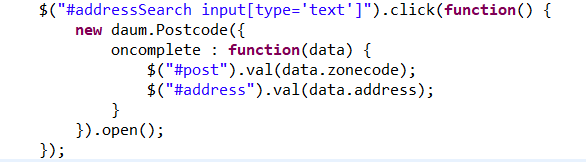 $("#addressSearch input[type='text']").click(function() {
    new daum.Postcode({
        oncomplete : function(data) {
            $("#post").val(data.zonecode);
            $("#address").val(data.address);
        }
    }).open();
});